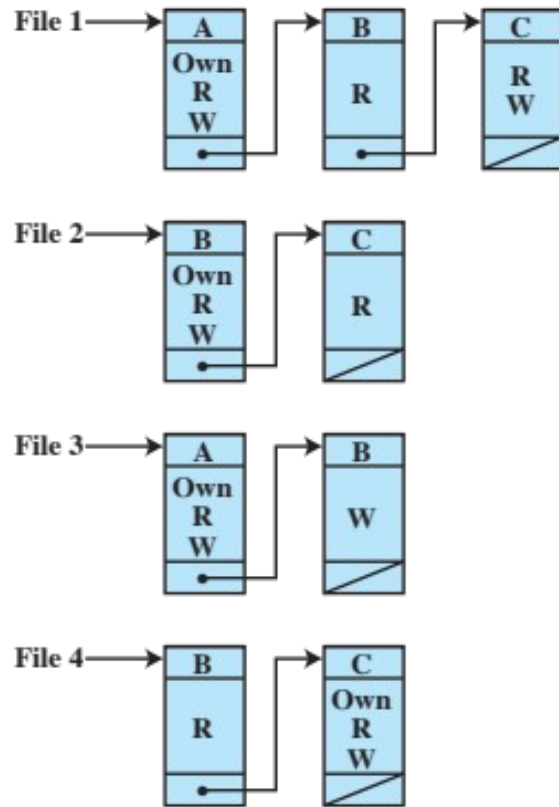 File 1 A B C
Own R R
R W
W
File 2 B C
Own R
R
W
File 3 A B
Own W
R
W
File 4 B C
R Own
R
W